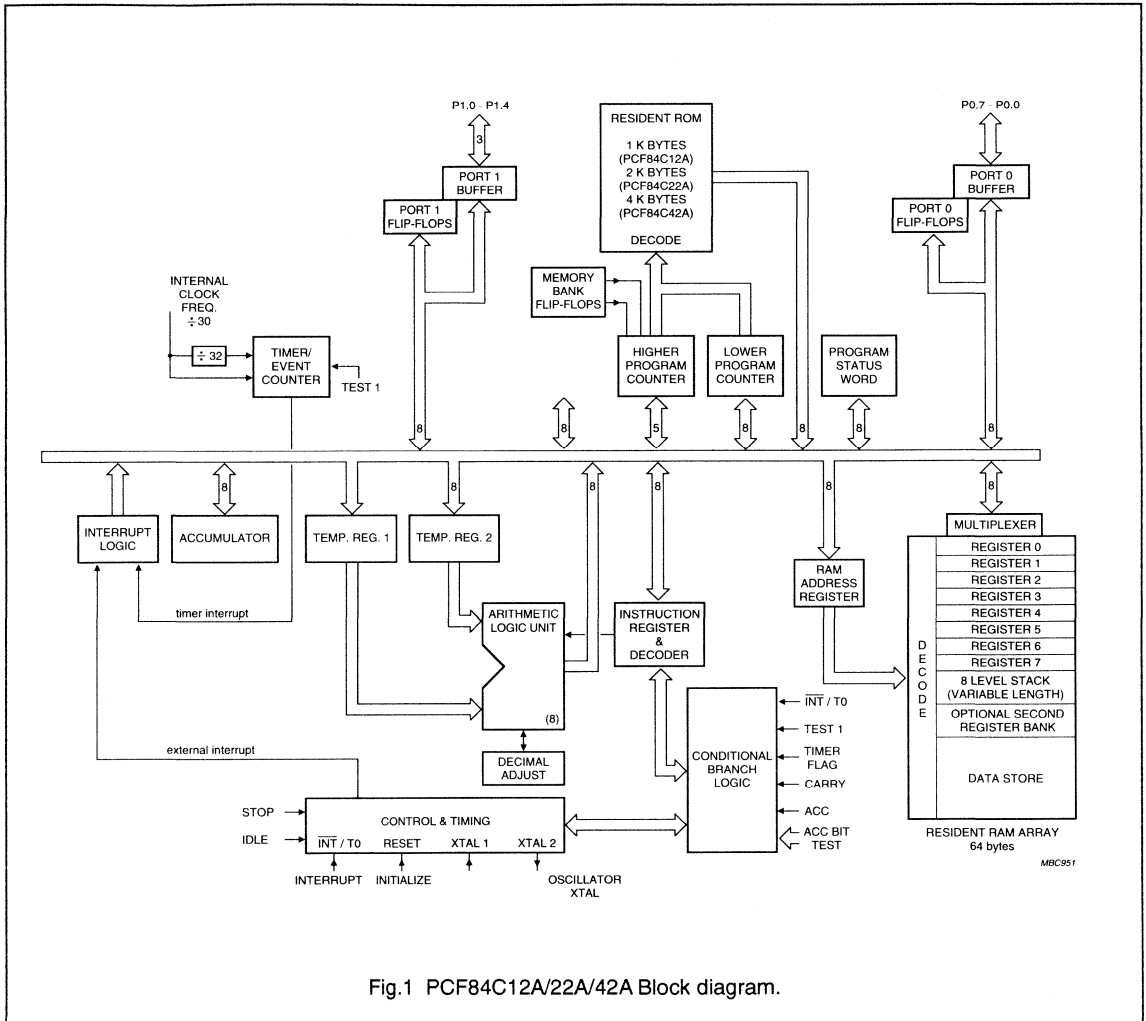 P1.0 - P1.4
3
PORT 1
BUFFER
PORT 1
FLIP-FLOPS
RESIDENT ROM
1 K BYTES
(PCF84C12A)
2 K BYTES
(PCF84C22A)
4 K BYTES
(PCF84C42A)
DECODE
P0.7 - P0.0
PORT 0
BUFFER
PORT 0
FLIP-FLOPS
INTERNAL
CLOCK
FREQ.
÷ 30
÷ 32
TIMER/
EVENT
COUNTER
TEST 1
MEMORY
BANK
FLIP-FLOPS
HIGHER
PROGRAM
COUNTER
LOWER
PROGRAM
COUNTER
PROGRAM
STATUS
WORD
8
8
5
8
8
8
8
8
8
8
8
8
8
8
INTERRUPT
LOGIC
ACCUMULATOR
TEMP. REG. 1
TEMP. REG. 2
ARITHMETIC
LOGIC UNIT
(8)
DECIMAL
ADJUST
INSTRUCTION
REGISTER
&
DECODER
RAM
ADDRESS
REGISTER
MULTIPLEXER
DECODE
REGISTER 0
REGISTER 1
REGISTER 2
REGISTER 3
REGISTER 4
REGISTER 5
REGISTER 6
REGISTER 7
8 LEVEL STACK
(VARIABLE LENGTH)
OPTIONAL SECOND
REGISTER BANK
DATA STORE
RESIDENT RAM ARRAY
64 bytes
MBC951
timer interrupt
external interrupt
CONDITIONAL
BRANCH
LOGIC
INT / T0
TEST 1
TIMER
FLAG
CARRY
ACC
ACC BIT
TEST
STOP
IDLE
CONTROL & TIMING
INT / T0 RESET XTAL 1 XTAL 2
INTERRUPT INITIALIZE OSCILLATOR
XTAL
Fig.1 PCF84C12A/22A/42A Block diagram.